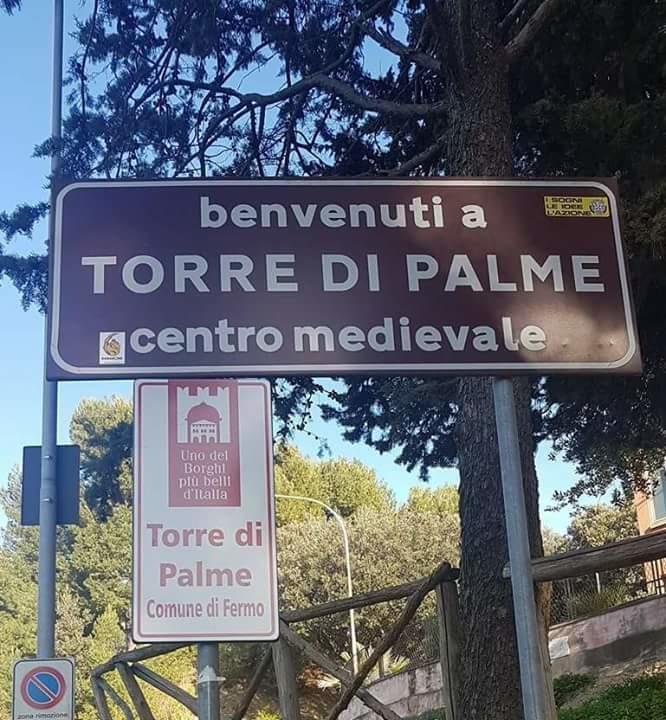 benvenuti a
I SOGNI
LE IDEE
L'AZIONE
TORRE DI PALME
centro medievale
Uno dei
Borghi
più belli
d'Italia
Torre di
Palme
Comune di Fermo
zona rimozione